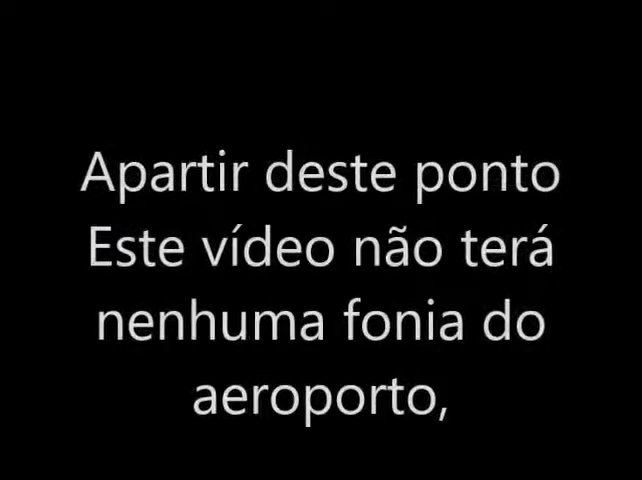 Apartir deste ponto
Este vídeo não terá
nenhuma fonia do
aeroporto,